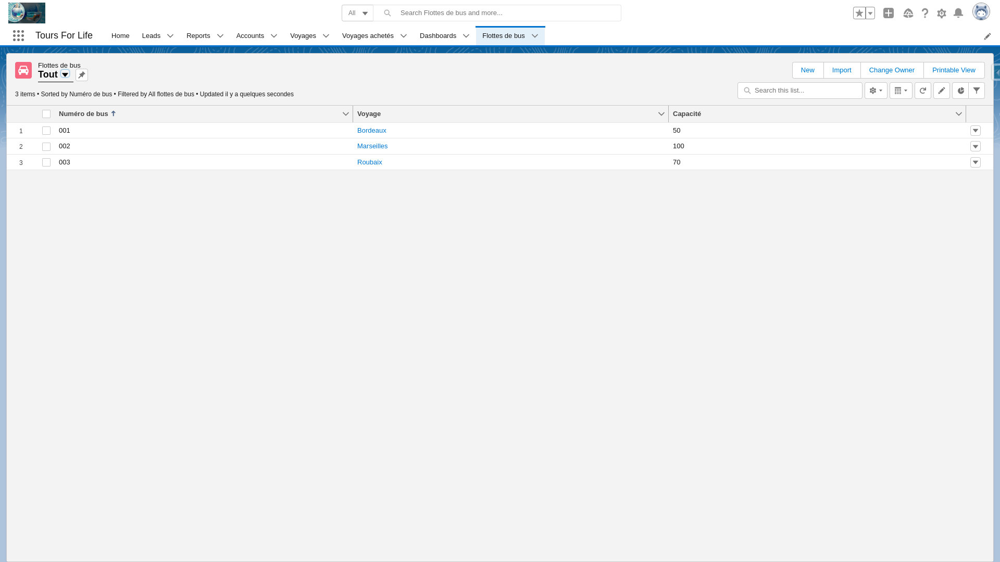 All
Search Flottes de bus and more...
Tours For Life
Home
Leads
Reports
Accounts
Voyages
Voyages achetés
Dashboards
Flottes de bus
Flottes de bus
Tout
New
Import
Change Owner
Printable View
3 items • Sorted by Numéro de bus • Filtered by All flottes de bus • Updated il y a quelques secondes
Search this list...
Numéro de bus
Voyage
Capacité
1 001 Bordeaux 50
2 002 Marseilles 100
3 003 Roubaix 70